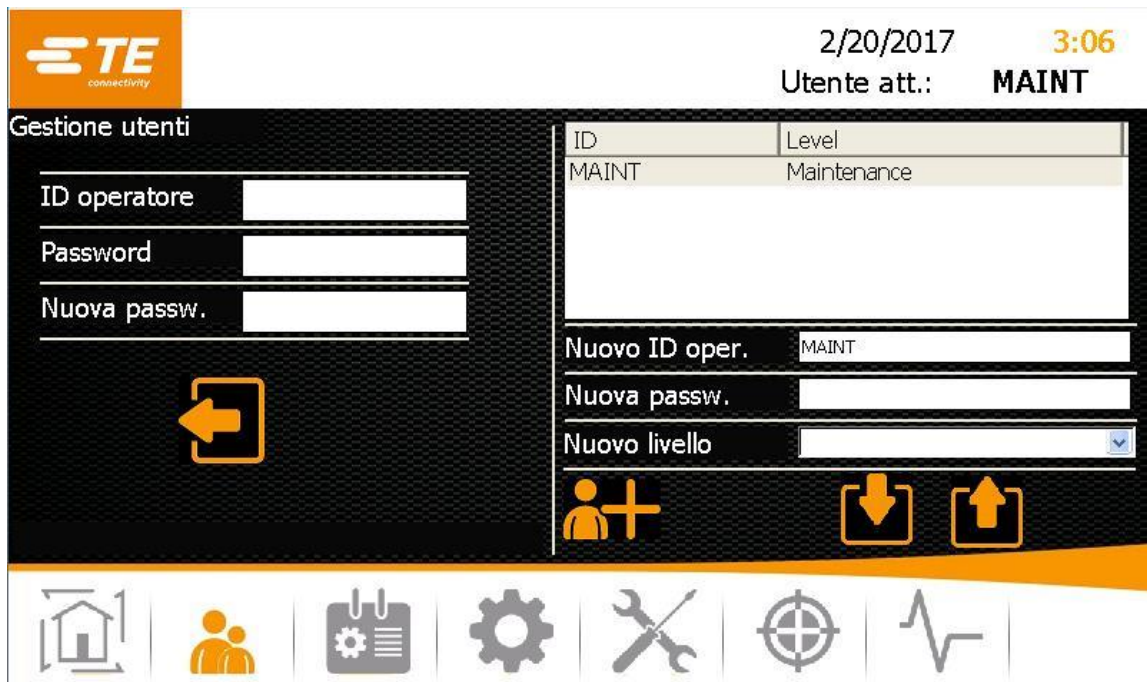 TE
connectivity
2/20/2017 3:06
Utente att.: MAINT
Gestione utenti
ID operatore
Password
Nuova passw.
ID Level
MAINT Maintenance
Nuovo ID oper. MAINT
Nuova passw.
Nuovo livello